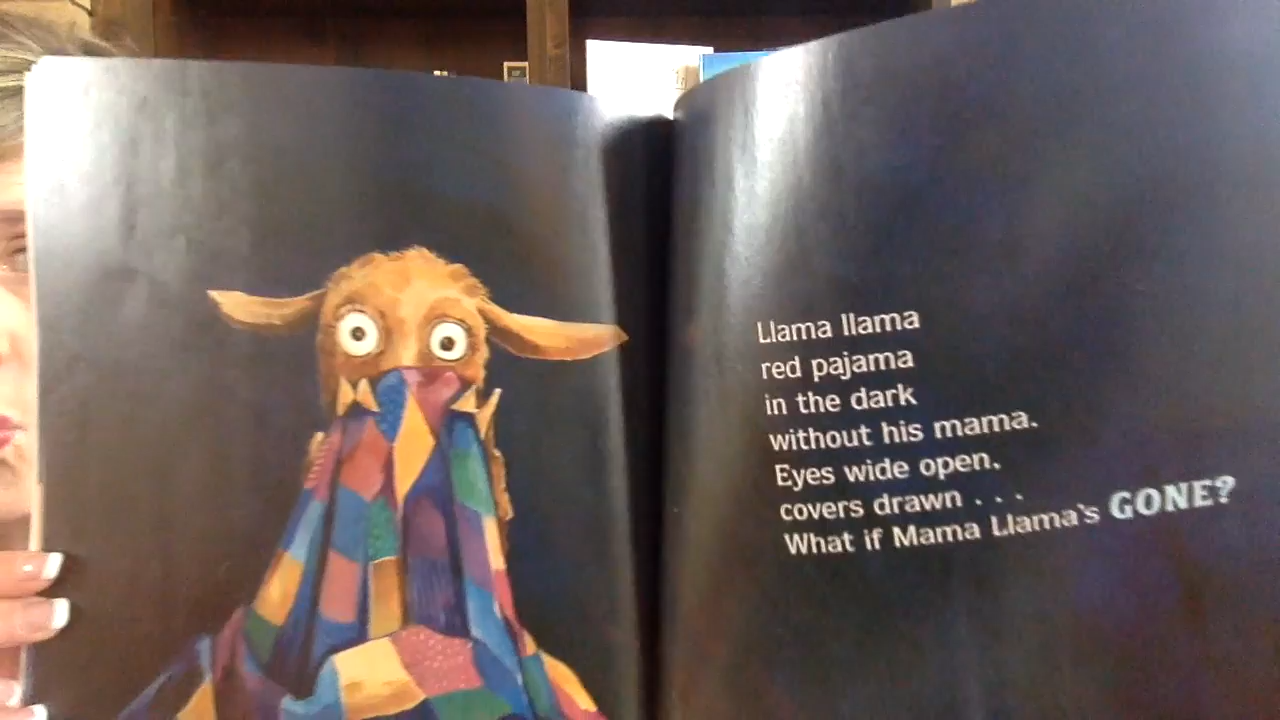 Llama llama
red pajama
in the dark
without his mama.
Eyes wide open,
covers drawn . . .
What if Mama Llama's GONE?